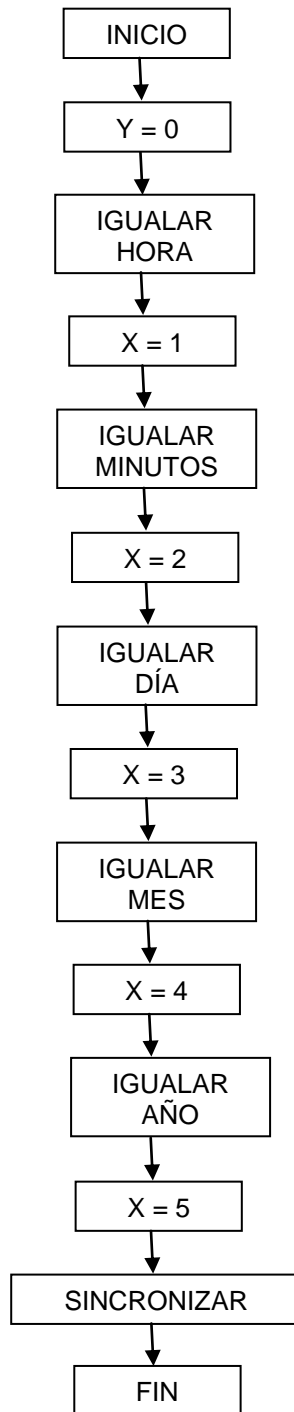 INICIO
Y = 0
IGUALAR
HORA
X = 1
IGUALAR
MINUTOS
X = 2
IGUALAR
DÍA
X = 3
IGUALAR
MES
X = 4
IGUALAR
AÑO
X = 5
SINCRONIZAR
FIN